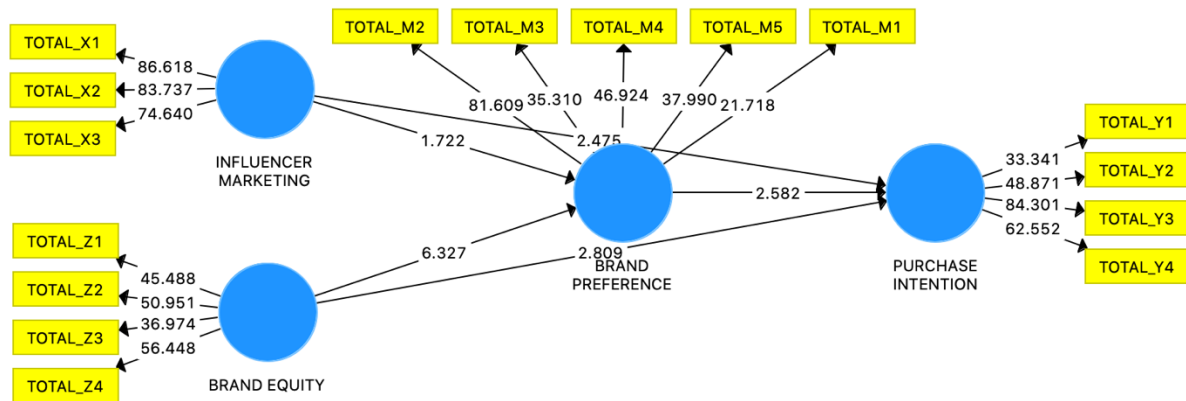 TOTAL_M2
TOTAL_M3
TOTAL_M4
TOTAL_M5
TOTAL_M1
TOTAL_X1
TOTAL_X2
TOTAL_X3
86.618
83.737
74.640
INFLUENCER
MARKETING
81.609
35.310
46.924
37.990
21.718
1.722
2.475
2.582
6.327
2.809
BRAND
PREFERENCE
TOTAL_Y1
TOTAL_Y2
TOTAL_Y3
TOTAL_Y4
33.341
48.871
84.301
62.552
PURCHASE
INTENTION
TOTAL_Z1
TOTAL_Z2
TOTAL_Z3
TOTAL_Z4
45.488
50.951
36.974
56.448
BRAND EQUITY